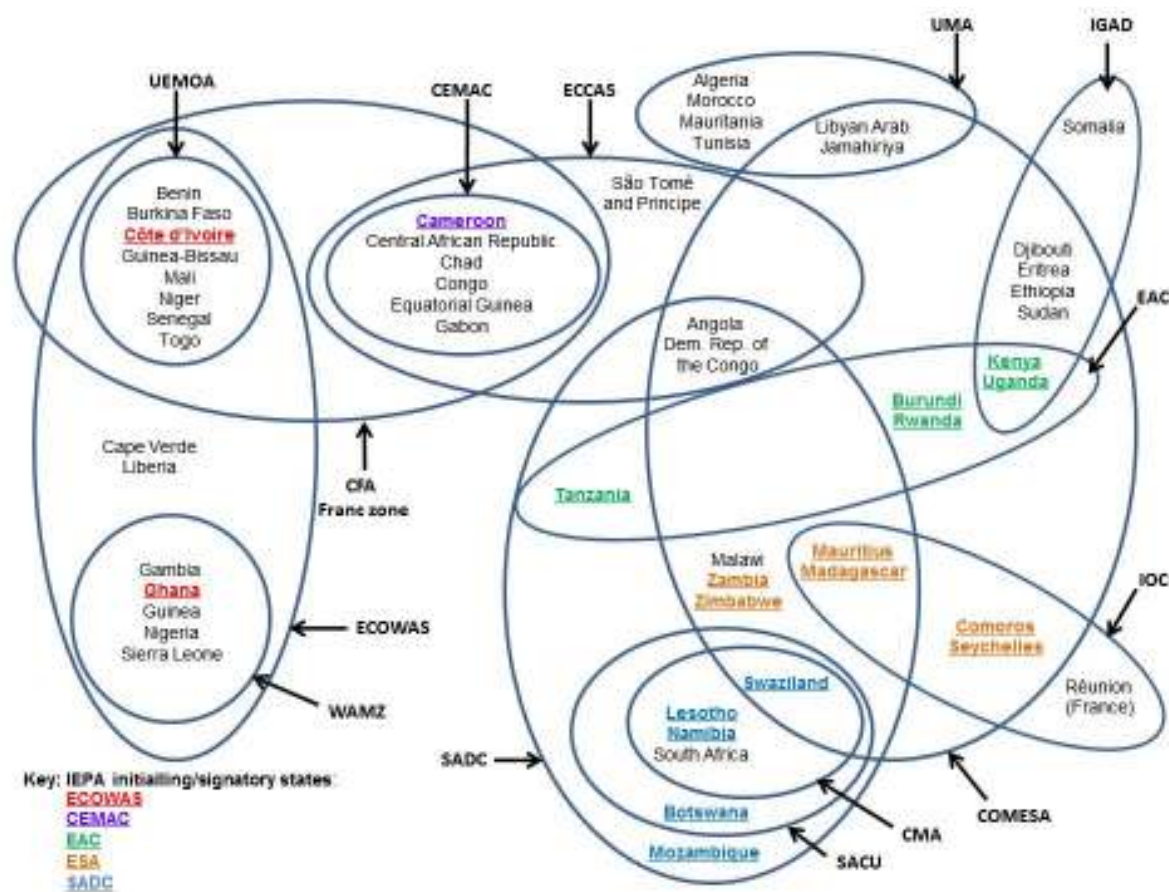 UMA
IGAD
UEMOA
CEMAC
ECCAS
Algeria
Morocco
Mauritania
Tunisia
Libyan Arab
Jamahiriya
Somalia
Benin
Burkina Faso
Côte d'Ivoire
Guinea-Bissau
Mali
Niger
Senegal
Togo
Cameroon
Central African Republic
Chad
Congo
Equatorial Guinea
Gabon
São Tomé
and Principe
Djibouti
Eritrea
Ethiopia
Sudan
EAC
Angola
Dem. Rep. of
the Congo
Kenya
Uganda
Burundi
Rwanda
Cape Verde
Liberia
CFA
Franc zone
Tanzania
Gambia
Ghana
Guinea
Nigeria
Sierra Leone
ECOWAS
WAMZ
Malawi
Zambia
Zimbabwe
Mauritius
Madagascar
IOC
Comoros
Seychelles
Réunion
(France)
Swaziland
Lesotho
Namibia
South Africa
SADC
Botswana
Mozambique
CMA
SACU
COMESA
Key: IEPA initialling/signatory states:
ECOWAS
CEMAC
EAC
ESA
SADC